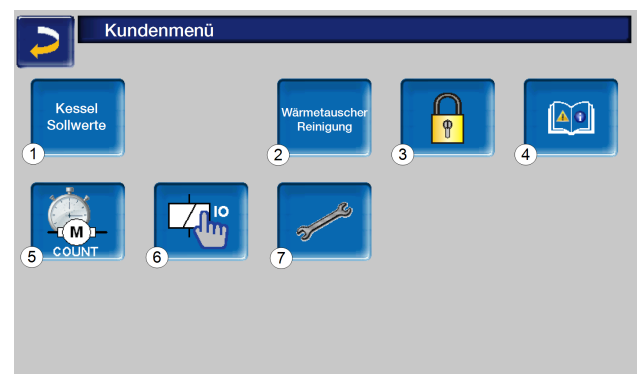 Kundenmenü
Kessel
Sollwerte
1
Wärmetauscher
Reinigung
2
3
4
M
COUNT
5
IO
6
7